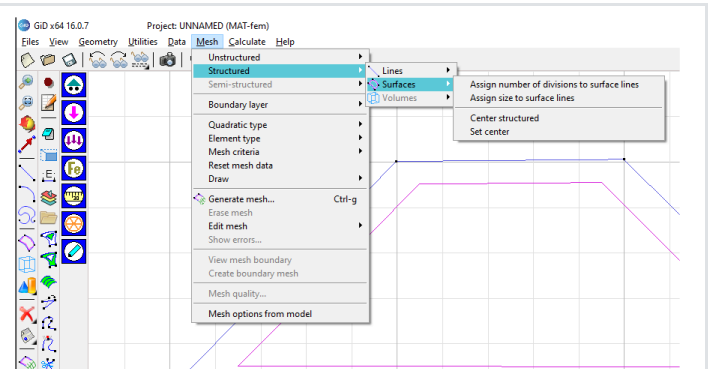 GiD x64 16.0.7 Project: UNNAMED (MAT-fem)
Files View Geometry Utilities Data Mesh Calculate Help
Unstructured
Structured
Semi-structured
Boundary layer
Quadratic type
Element type
Mesh criteria
Reset mesh data
Draw
Generate mesh... Ctrl-g
Erase mesh
Edit mesh
Show errors...
View mesh boundary
Create boundary mesh
Mesh quality...
Mesh options from model
Lines
Surfaces
Volumes
Assign number of divisions to surface lines
Assign size to surface lines
Center structured
Set center
E
Fe